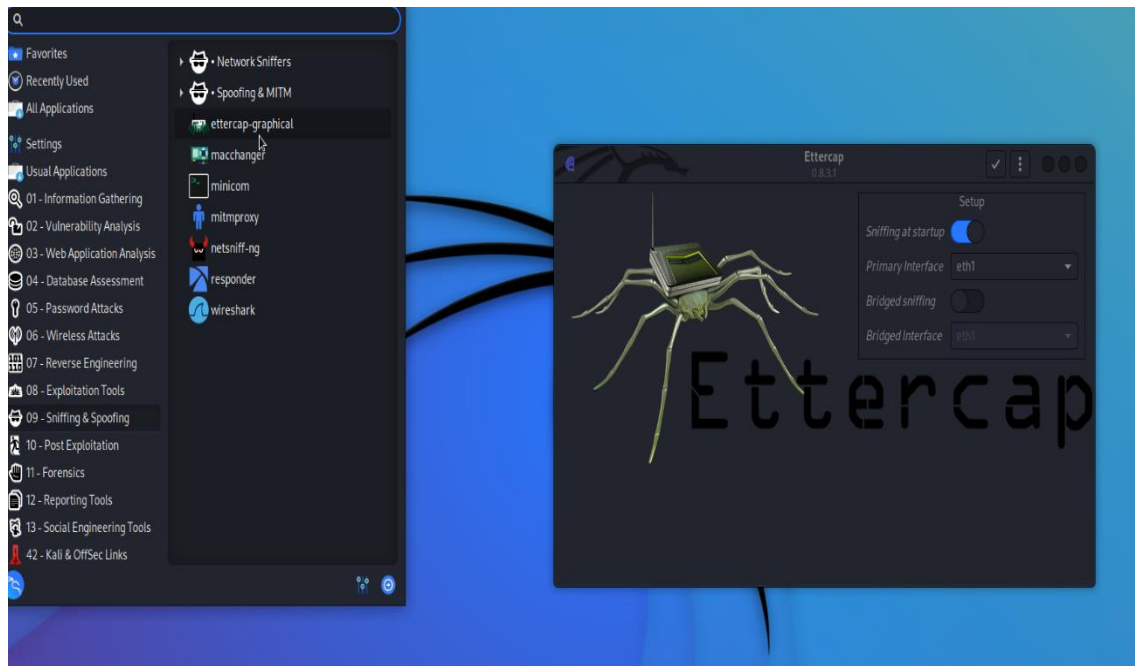 Favorites
Recently Used
All Applications
Settings
Usual Applications
01 - Information Gathering
02 - Vulnerability Analysis
03 - Web Application Analysis
04 - Database Assessment
05 - Password Attacks
06 - Wireless Attacks
07 - Reverse Engineering
08 - Exploitation Tools
09 - Sniffing & Spoofing
10 - Post Exploitation
11 - Forensics
12 - Reporting Tools
13 - Social Engineering Tools
42 - Kali & OffSec Links
• Network Sniffers
• Spoofing & MITM
ettercap-graphical
macchanger
minicom
mitmproxy
netsniff-ng
responder
wireshark
Ettercap
0.8.3.1
Setup
Sniffing at startup
Primary Interface eth1
Bridged sniffing
Bridged Interface eth1
Ettercap